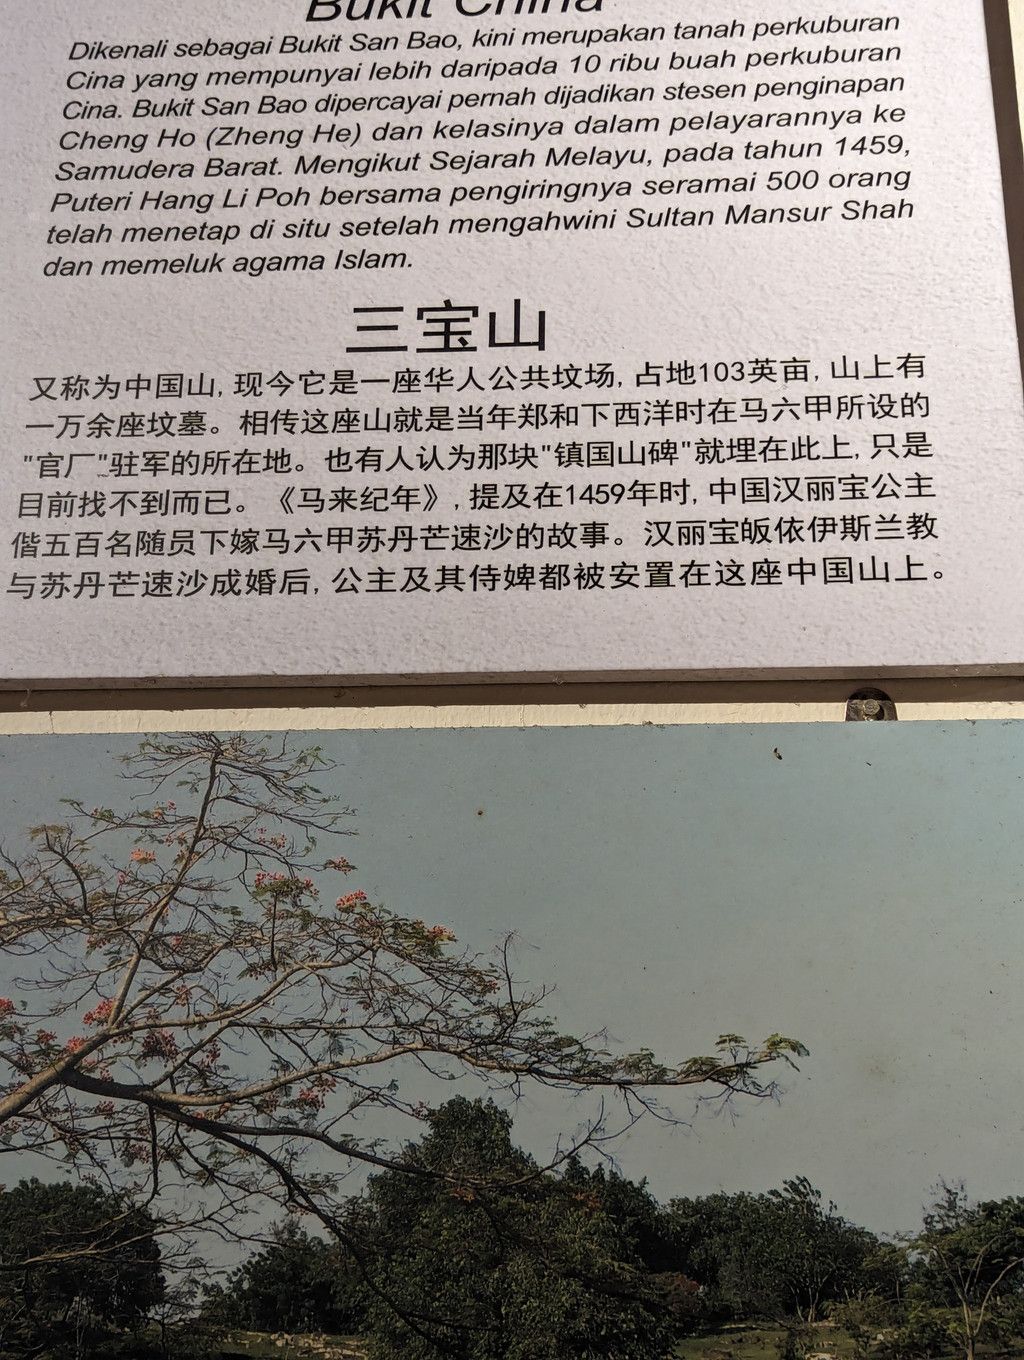 Bukit China
Dikenali sebagai Bukit San Bao, kini merupakan tanah perkuburan
Cina yang mempunyai lebih daripada 10 ribu buah perkuburan
Cina. Bukit San Bao dipercayai pernah dijadikan stesen penginapan
Cheng Ho (Zheng He) dan kelasinya dalam pelayarannya ke
Samudera Barat. Mengikut Sejarah Melayu, pada tahun 1459,
Puteri Hang Li Poh bersama pengiringnya seramai 500 orang
telah menetap di situ setelah mengahwini Sultan Mansur Shah
dan memeluk agama Islam.
三宝山
又称为中国山, 现今它是一座华人公共坟场, 占地103英亩, 山上有
一万余座坟墓。相传这座山就是当年郑和下西洋时在马六甲所设的
"官厂"驻军的所在地。也有人认为那块"镇国山碑"就埋在此上, 只是
目前找不到而已。《马来纪年》, 提及在1459年时, 中国汉丽宝公主
偕五百名随员下嫁马六甲苏丹芒速沙的故事。汉丽宝皈依伊斯兰教
与苏丹芒速沙成婚后, 公主及其侍婢都被安置在这座中国山上。